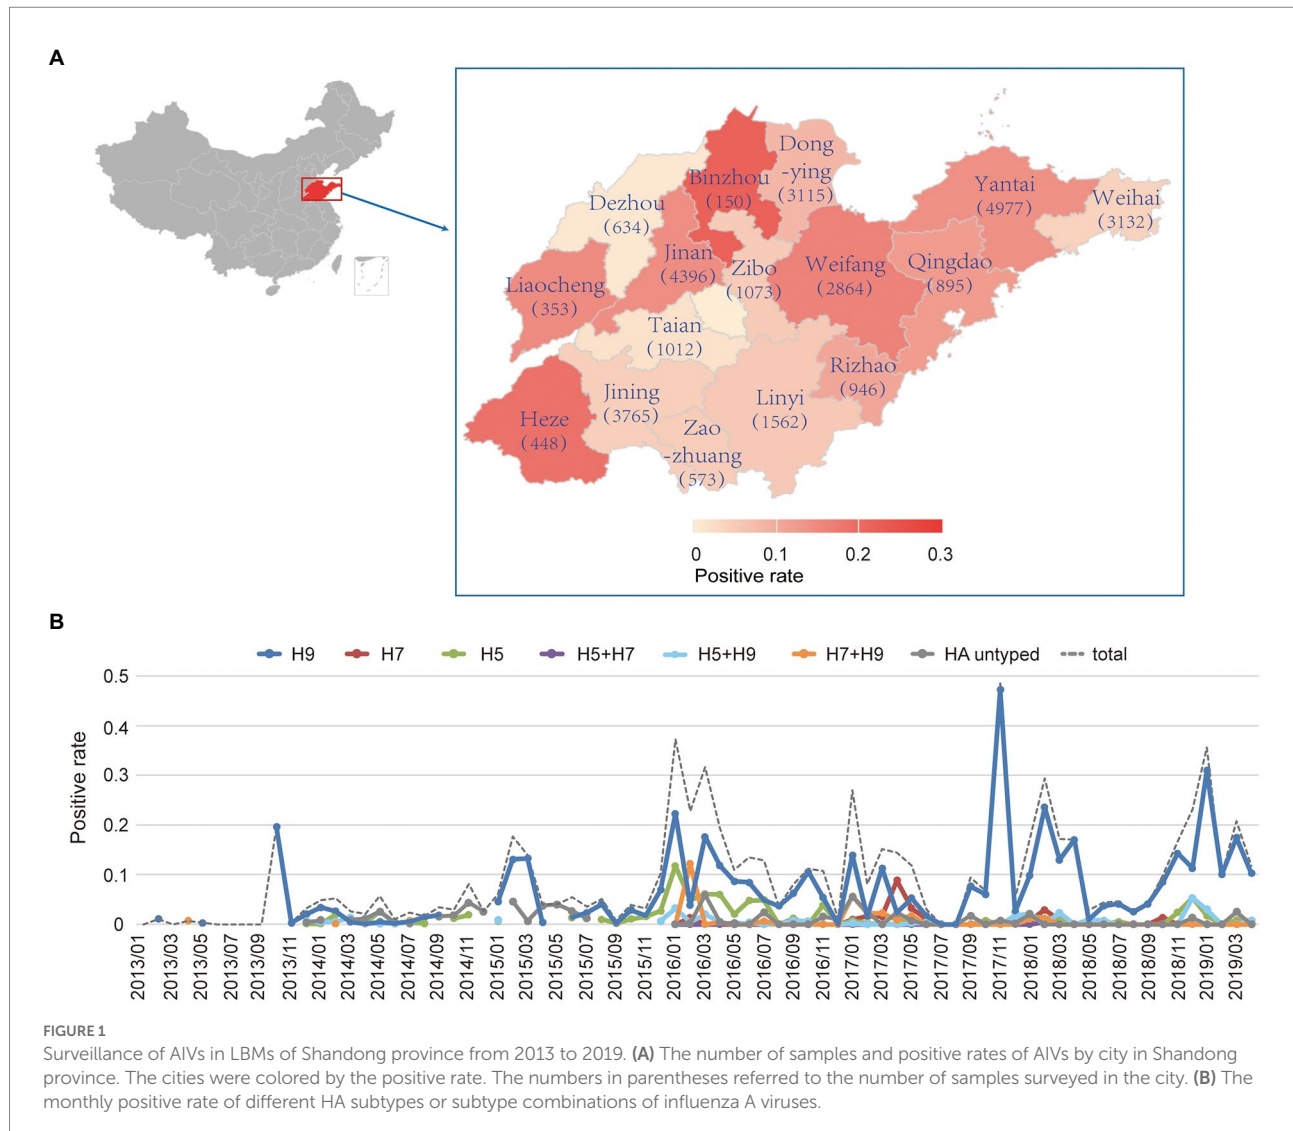 A
Dong
-ying
(3115)
Binzhou
(150)
Yantai
(4977)
Weihai
(3132)
Dezhou
(634)
Jinan
(4396)
Zibo
(1073)
Weifang
(2864)
Qingdao
(895)
Liaocheng
(353)
Taian
(1012)
Rizhao
(946)
Jining
(3765)
Linyi
(1562)
Heze
(448)
Zao
-zhuang
(573)
0 0.1 0.2 0.3
Positive rate
B
H9 H7 H5 H5+H7 H5+H9 H7+H9 HA untyped total
Positive rate
0.5
0.4
0.3
0.2
0.1
0
2013/01
2013/03
2013/05
2013/07
2013/09
2013/11
2014/01
2014/03
2014/05
2014/07
2014/09
2014/11
2015/01
2015/03
2015/05
2015/07
2015/09
2015/11
2016/01
2016/03
2016/05
2016/07
2016/09
2016/11
2017/01
2017/03
2017/05
2017/07
2017/09
2017/11
2018/01
2018/03
2018/05
2018/07
2018/09
2018/11
2019/01
2019/03
FIGURE 1
Surveillance of AIVs in LBMs of Shandong province from 2013 to 2019. (A) The number of samples and positive rates of AIVs by city in Shandong
province. The cities were colored by the positive rate. The numbers in parentheses referred to the number of samples surveyed in the city. (B) The
monthly positive rate of different HA subtypes or subtype combinations of influenza A viruses.